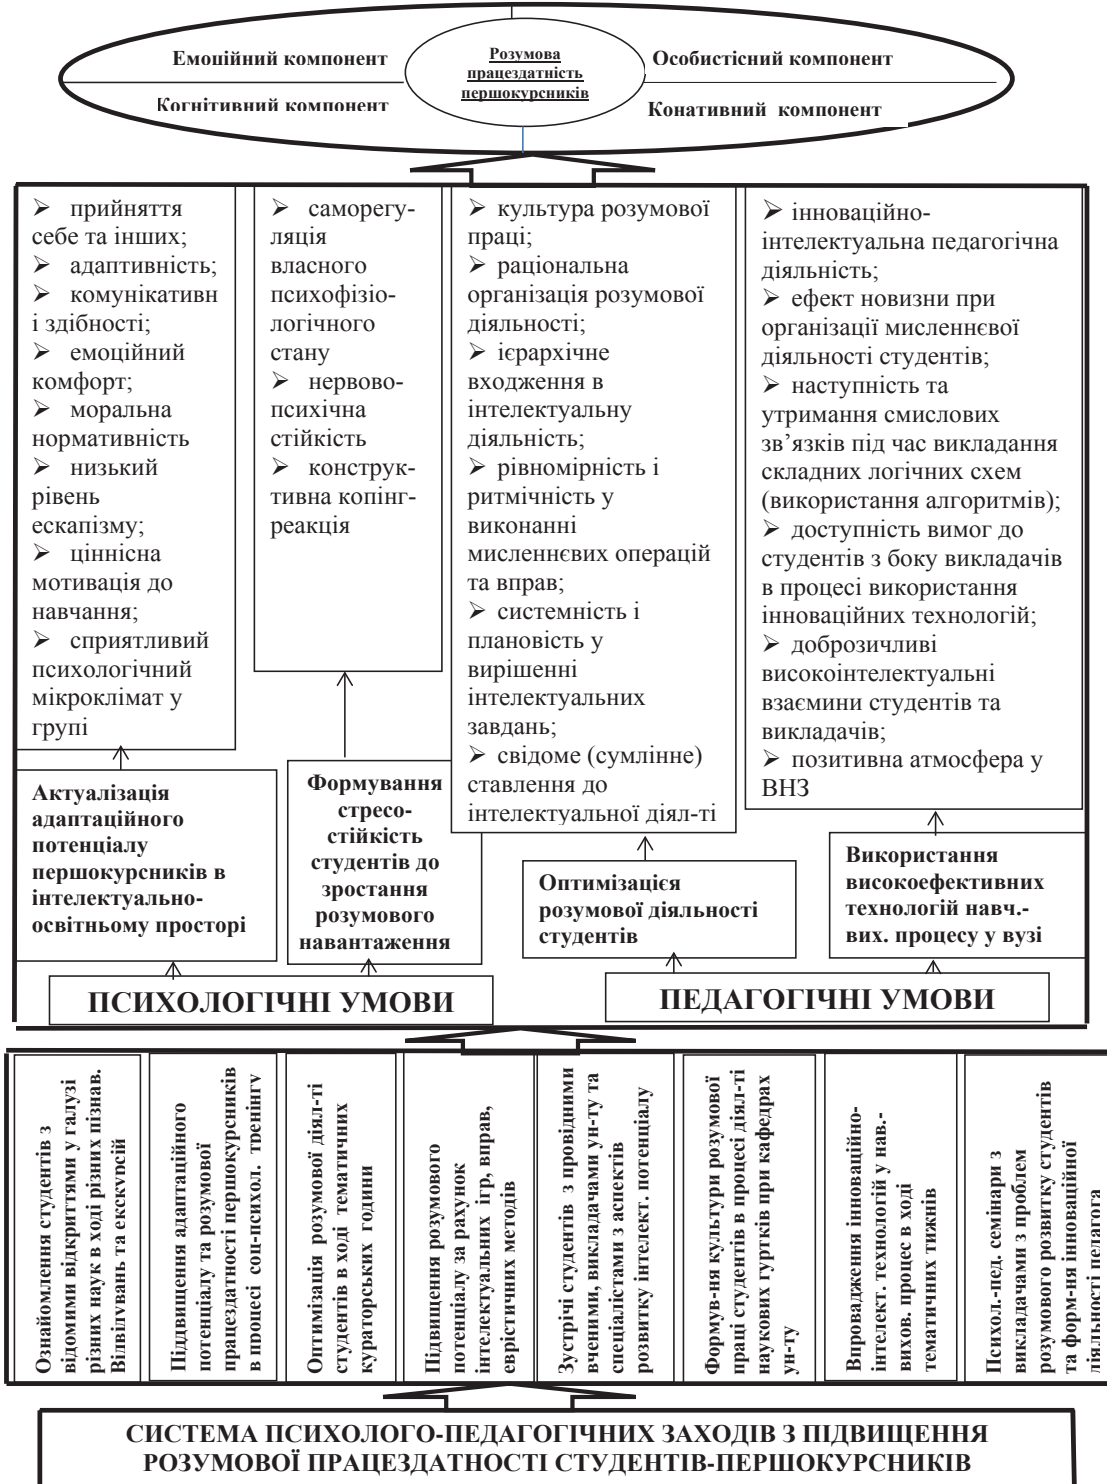 Емоційний компонент
Розумова
працездатність
першокурсників
Особистісний компонент
Когнітивний компонент
Конативний компонент
➢ прийняття
себе та інших;
➢ адаптивність;
➢ комунікативн
і здібності;
➢ емоційний
комфорт;
➢ моральна
нормативність
➢ низький
рівень
ескапізму;
➢ ціннісна
мотивація до
навчання;
➢ сприятливий
психологічний
мікроклімат у
групі
➢ саморегу-
ляція
власного
психофізіо-
логічного
стану
➢ нервово-
психічна
стійкість
➢ конструк-
тивна копінг-
реакція
➢ культура розумової
праці;
➢ раціональна
організація розумової
діяльності;
➢ ієрархічне
входження в
інтелектуальну
діяльність;
➢ рівномірність і
ритмічність у
виконанні
мисленнєвих операцій
та вправ;
➢ системність і
плановість у
вирішенні
інтелектуальних
завдань;
➢ свідоме (сумлінне)
ставлення до
інтелектуальної діял-ті
➢ інноваційно-
інтелектуальна педагогічна
діяльність;
➢ ефект новизни при
організації мисленнєвої
діяльності студентів;
➢ наступність та
утримання смислових
зв’язків під час викладання
складних логічних схем
(використання алгоритмів);
➢ доступність вимог до
студентів з боку викладачів
в процесі використання
інноваційних технологій;
➢ доброзичливі
високоінтелектуальні
взаємини студентів та
викладачів;
➢ позитивна атмосфера у
ВНЗ
Актуалізація
адаптаційного
потенціалу
першокурсників в
інтелектуально-
освітньому просторі
Формування
стресо-
стійкість
студентів до
зростання
розумового
навантаження
Оптимізацієя
розумової діяльності
студентів
Використання
високоефективних
технологій навч.-
вих. процесу у вузі
ПСИХОЛОГІЧНІ УМОВИ
ПЕДАГОГІЧНІ УМОВИ
Ознайомлення студентів з
відомими відкриттями у галузі
різних наук в ході різних пізнав.
Відвідувань та екскурсій
Підвищення адаптаційного
потенціалу та розумової
працездатності першокурсників
в процесі соц-психол. тренінгу
Оптимізація розумової діял-ті
студентів в ході тематичних
кураторських годин
Підвищення розумового
потенціалу за рахунок
інтелектуальних ігр, вправ,
евристичних методів
Зустрічі студентів з провідними
вченими, викладачами ун-ту та
спеціалістами з аспектів
розвитку інтелект. потенціалу
Формув-ня культури розумової
праці студентів в процесі діял-ті
наукових гуртків при кафедрах
ун-ту
Впровадження інноваційно-
інтелект. технологій у нав.-
вихов. процес в ході
тематичних тижнів
Психол.-пед. семінари з
викладачами з проблем
розумового розвитку студентів
та форм-ня інноваційної
діяльності педагога
СИСТЕМА ПСИХОЛОГО-ПЕДАГОГІЧНИХ ЗАХОДІВ З ПІДВИЩЕННЯ
РОЗУМОВОЇ ПРАЦЕЗДАТНОСТІ СТУДЕНТІВ-ПЕРШОКУРСНИКІВ